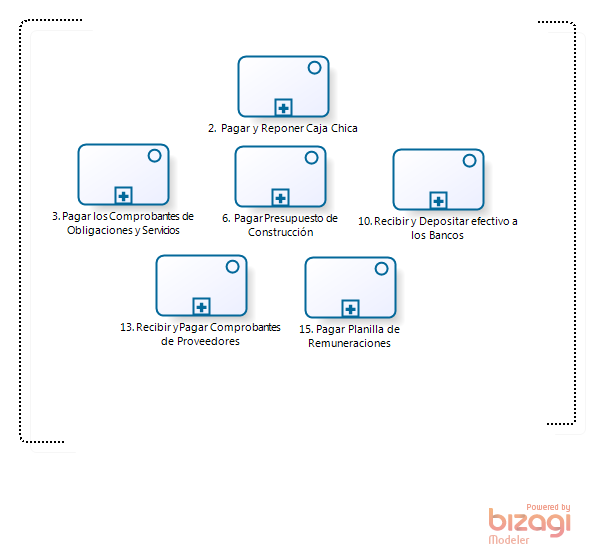 2. Pagar y Reponer Caja Chica
3. Pagar los Comprobantes de
Obligaciones y Servicios
6. Pagar Presupuesto de
Construcción
10. Recibir y Depositar efectivo a
los Bancos
13. Recibir y Pagar Comprobantes
de Proveedores
15. Pagar Planilla de
Remuneraciones
Powered by
bizagi
Modeler